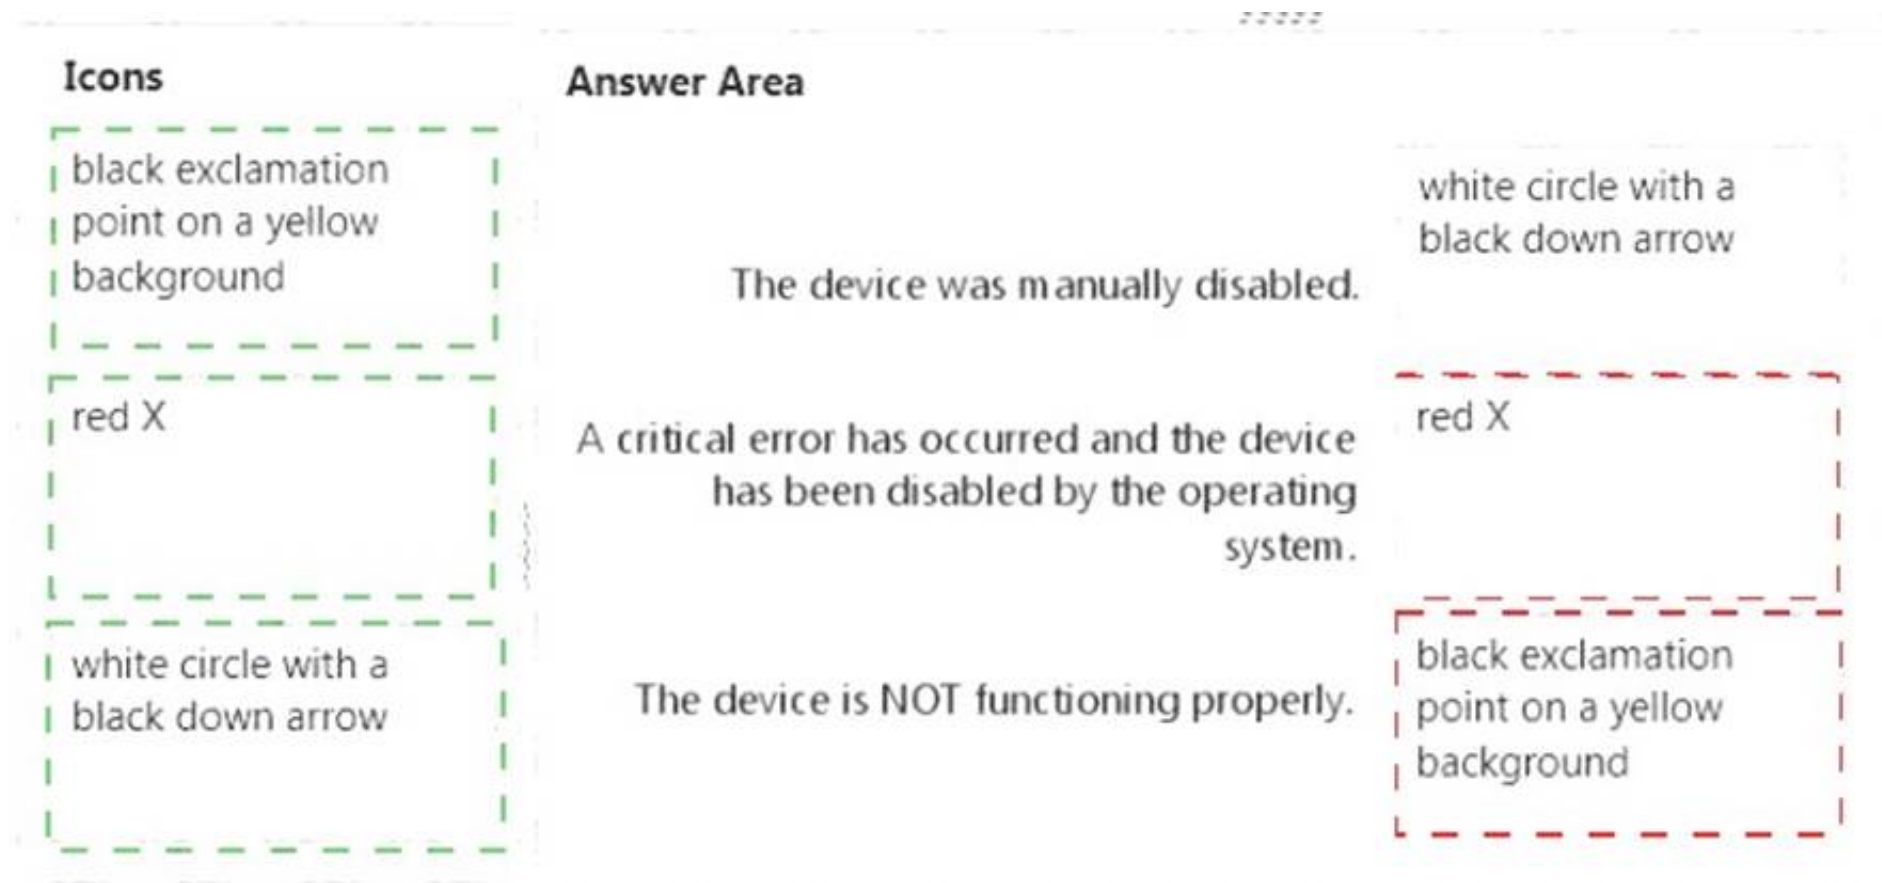 Icons
black exclamation
point on a yellow
background
red X
white circle with a
black down arrow
Answer Area
The device was manually disabled.
white circle with a
black down arrow
A critical error has occurred and the device
has been disabled by the operating
system.
red X
The device is NOT functioning properly.
black exclamation
point on a yellow
background